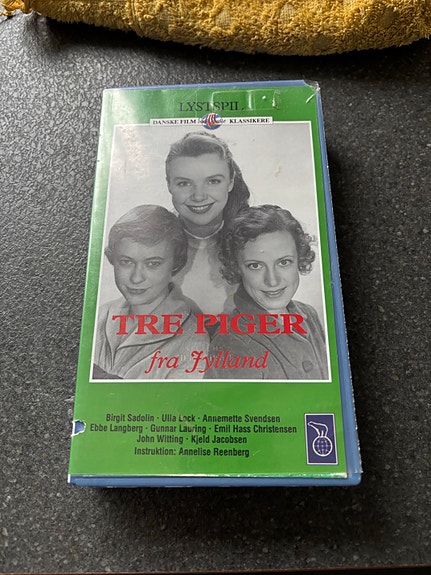 LYSTSPIL
DANSKE FILM KLASSIKERE
TRE PIGER
fra Jylland
Birgit Sadolin · Ulla Lock · Annemette Svendsen
Ebbe Langberg · Gunnar Lauring · Emil Hass Christensen
John Witting · Kjeld Jacobsen
Instruktion: Annelise Reenberg